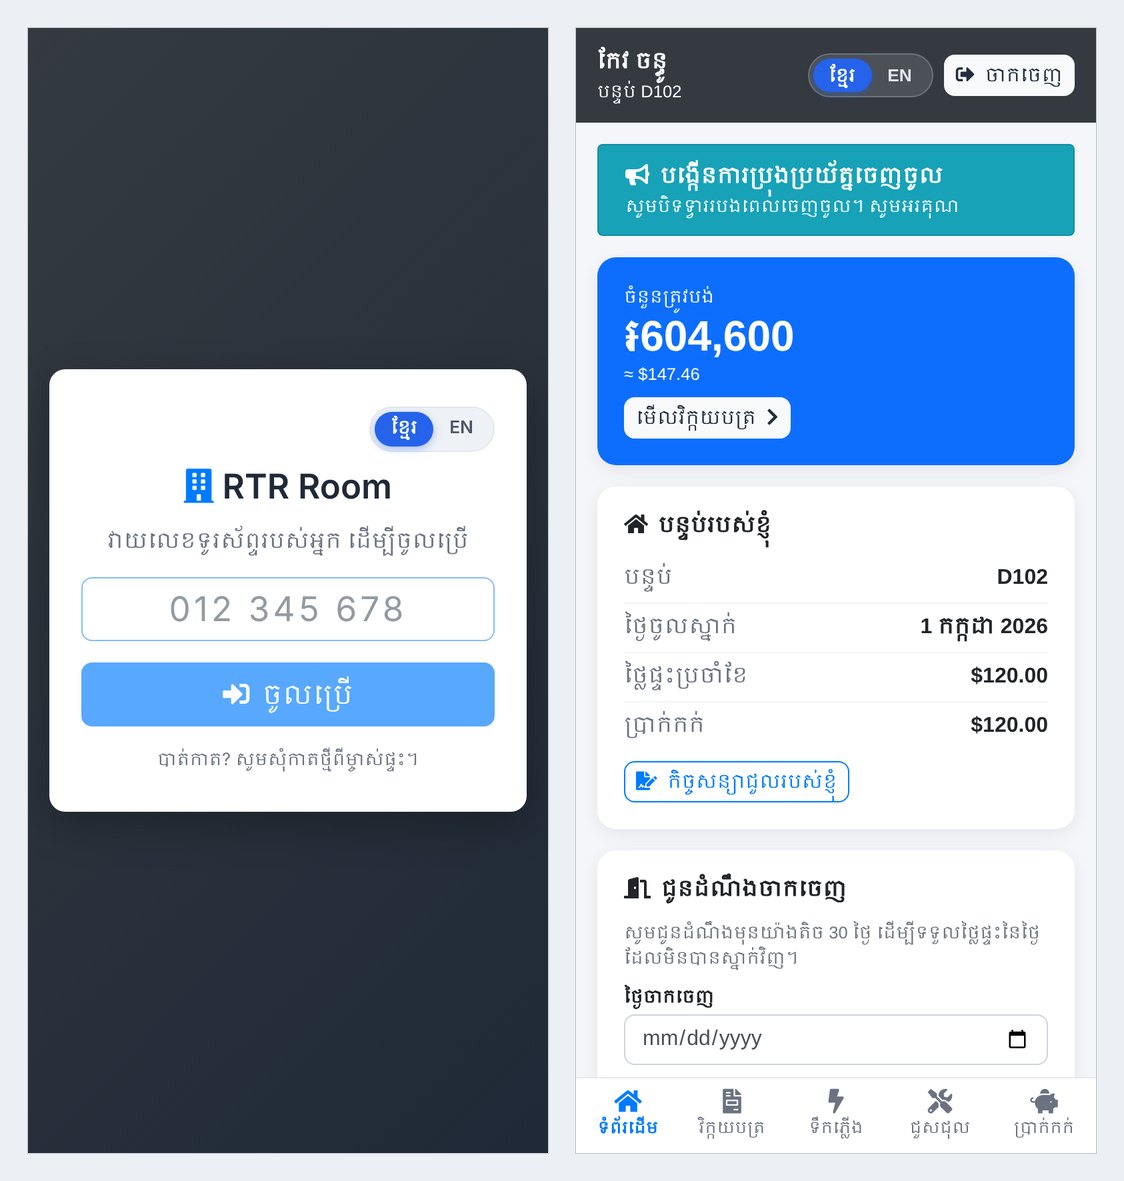 ខ្មែរ EN
RTR Room
វាយលេខទូរស័ព្ទរបស់អ្នក ដើម្បីចូលប្រើ
012 345 678
ចូលប្រើ
បាត់កាត? សូមសុំកាតថ្មីពីម្ចាស់ផ្ទះ។
កែវ ចន្ធូ
បន្ទប់ D102
ខ្មែរ EN
ចាកចេញ
បង្កើនការប្រុងប្រយ័ត្នចេញចូល
សូមបិទទ្វាររបងពេលចេញចូល។ សូមអរគុណ
ចំនួនត្រូវបង់
៛604,600
≈ $147.46
មើលវិក្កយបត្រ
បន្ទប់របស់ខ្ញុំ
បន្ទប់ D102
ថ្ងៃចូលស្នាក់ 1 កក្កដា 2026
ថ្លៃផ្ទះប្រចាំខែ $120.00
ប្រាក់កក់ $120.00
កិច្ចសន្យាជួលរបស់ខ្ញុំ
ជូនដំណឹងចាកចេញ
សូមជូនដំណឹងមុនយ៉ាងតិច 30 ថ្ងៃ ដើម្បីទទួលថ្លៃផ្ទះនៃថ្ងៃ
ដែលមិនបានស្នាក់វិញ។
ថ្ងៃចាកចេញ
mm/dd/yyyy
ទំព័រដើម វិក្កយបត្រ ទឹកភ្លើង ជួសជុល ប្រាក់កក់